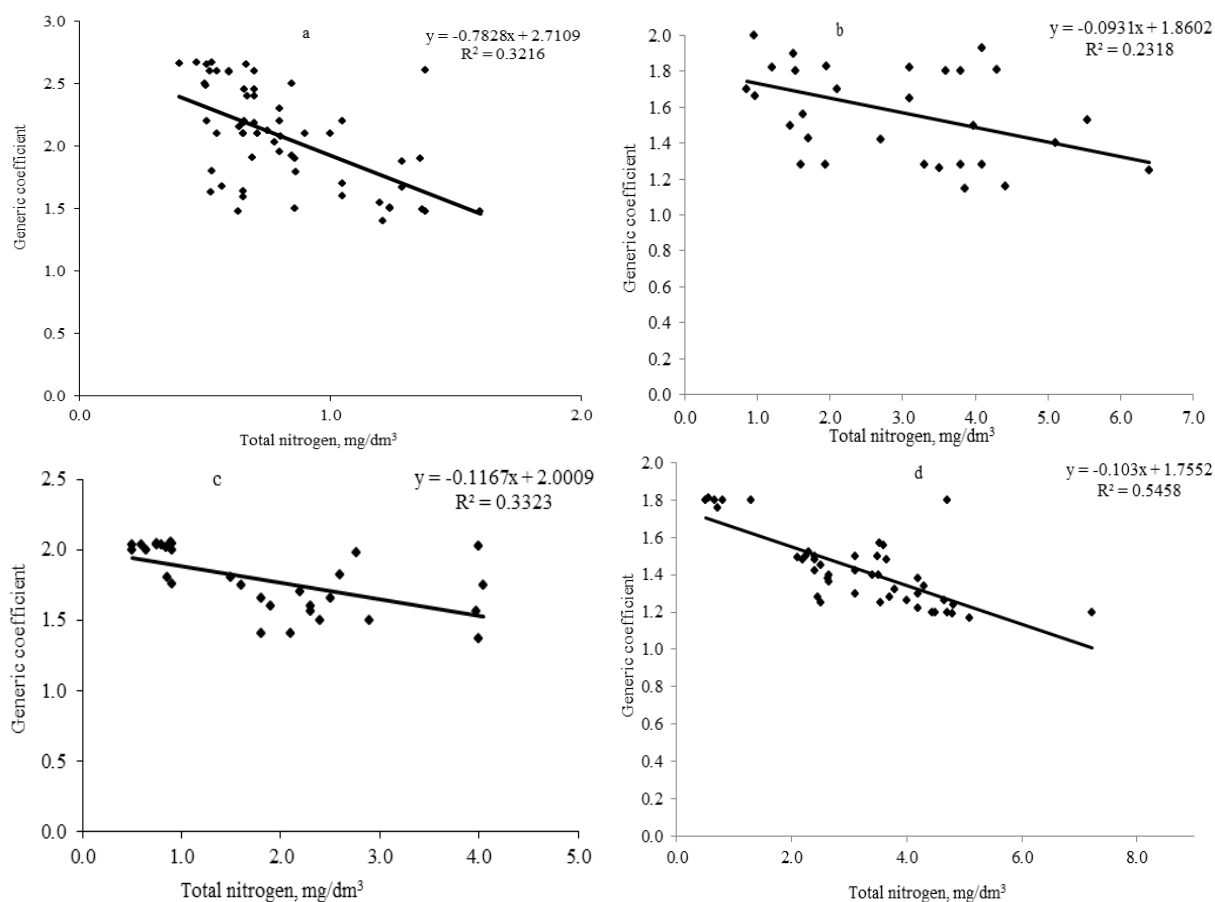 a
y = -0.7828x + 2.7109
R² = 0.3216
3.0
2.5
2.0
1.5
1.0
0.5
0.0
0.0 1.0 2.0
Generic coefficient
Total nitrogen, mg/dm³
b
y = -0.0931x + 1.8602
R² = 0.2318
2.0
1.8
1.6
1.4
1.2
1.0
0.8
0.6
0.4
0.2
0.0
0.0 1.0 2.0 3.0 4.0 5.0 6.0 7.0
Generic coefficient
Total nitrogen, mg/dm³
c
y = -0.1167x + 2.0009
R² = 0.3323
2.5
2.0
1.5
1.0
0.5
0.0
0.0 1.0 2.0 3.0 4.0 5.0
Generic coefficient
Total nitrogen, mg/dm³
d
y = -0.103x + 1.7552
R² = 0.5458
2.0
1.8
1.6
1.4
1.2
1.0
0.8
0.6
0.4
0.2
0.0
0.0 2.0 4.0 6.0 8.0
Generic coefficient
Total nitrogen, mg/dm³